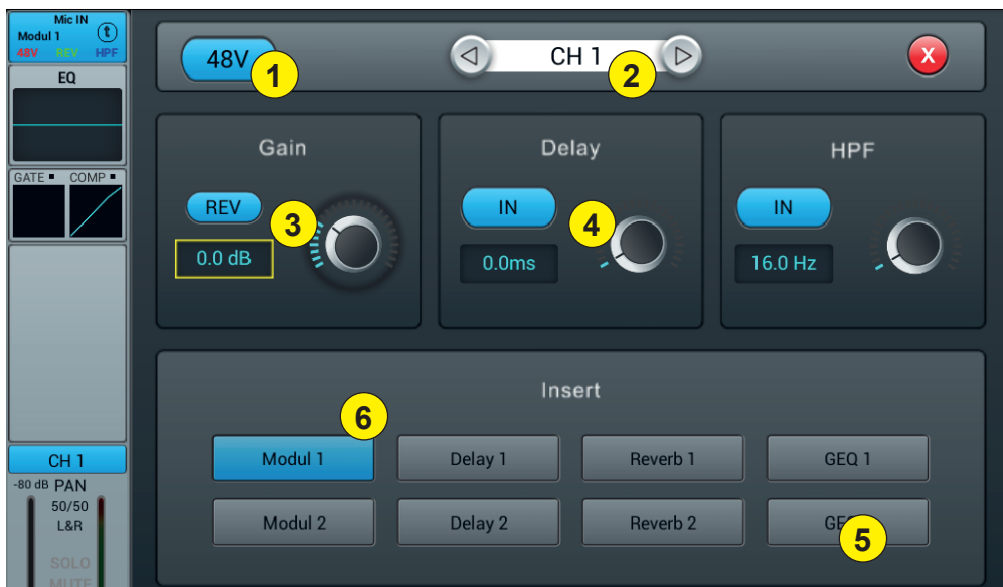 Mic IN
Modul 1
48V REV HPF
EQ
GATE COMP
CH 1
-80 dB PAN
50/50
L&R
SOLO
MUTE
48V
1
CH 1
2
X
Gain
REV
3
0.0 dB
Delay
IN
4
0.0ms
HPF
IN
16.0 Hz
Insert
6
Modul 1 Delay 1 Reverb 1 GEQ 1
Modul 2 Delay 2 Reverb 2
5